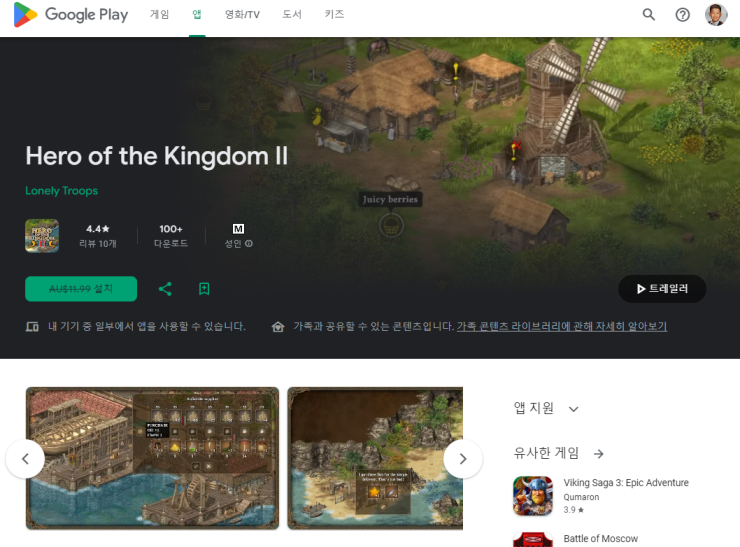 Google Play 게임 앱 영화/TV 도서 키즈
Hero of the Kingdom II
Lonely Troops
Juicy berries
4.4★ 100+ M
리뷰 10개 다운로드 성인
AU$11.99 설치
트레일러
내 기기 중 일부에서 앱을 사용할 수 있습니다. 가족과 공유할 수 있는 콘텐츠입니다. 가족 콘텐츠 라이브러리에 관해 자세히 알아보기
앱 지원
유사한 게임
Viking Saga 3: Epic Adventure
Qumaron
3.9 ★
Battle of Moscow